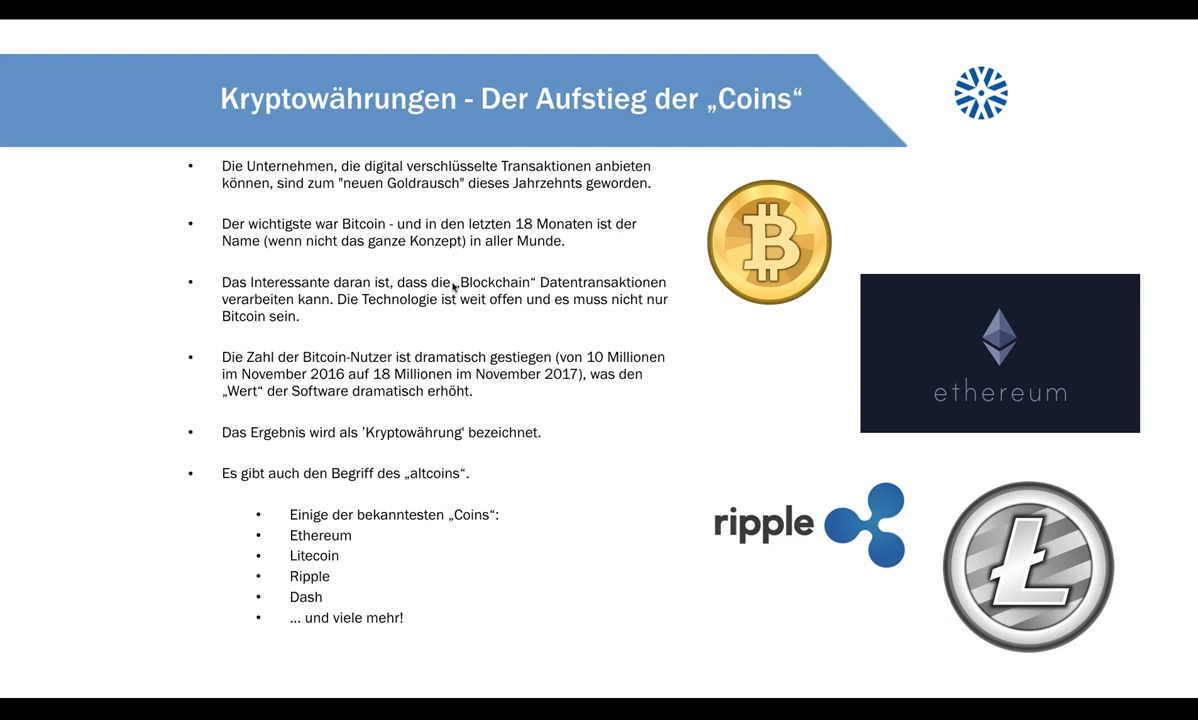 Kryptowährungen - Der Aufstieg der „Coins“
• Die Unternehmen, die digital verschlüsselte Transaktionen anbieten
können, sind zum "neuen Goldrausch" dieses Jahrzehnts geworden.
• Der wichtigste war Bitcoin - und in den letzten 18 Monaten ist der
Name (wenn nicht das ganze Konzept) in aller Munde.
• Das Interessante daran ist, dass die „Blockchain“ Datentransaktionen
verarbeiten kann. Die Technologie ist weit offen und es muss nicht nur
Bitcoin sein.
• Die Zahl der Bitcoin-Nutzer ist dramatisch gestiegen (von 10 Millionen
im November 2016 auf 18 Millionen im November 2017), was den
„Wert“ der Software dramatisch erhöht.
• Das Ergebnis wird als 'Kryptowährung' bezeichnet.
• Es gibt auch den Begriff des „altcoins“.
• Einige der bekanntesten „Coins“:
• Ethereum
• Litecoin
• Ripple
• Dash
• ... und viele mehr!
ethereum
ripple